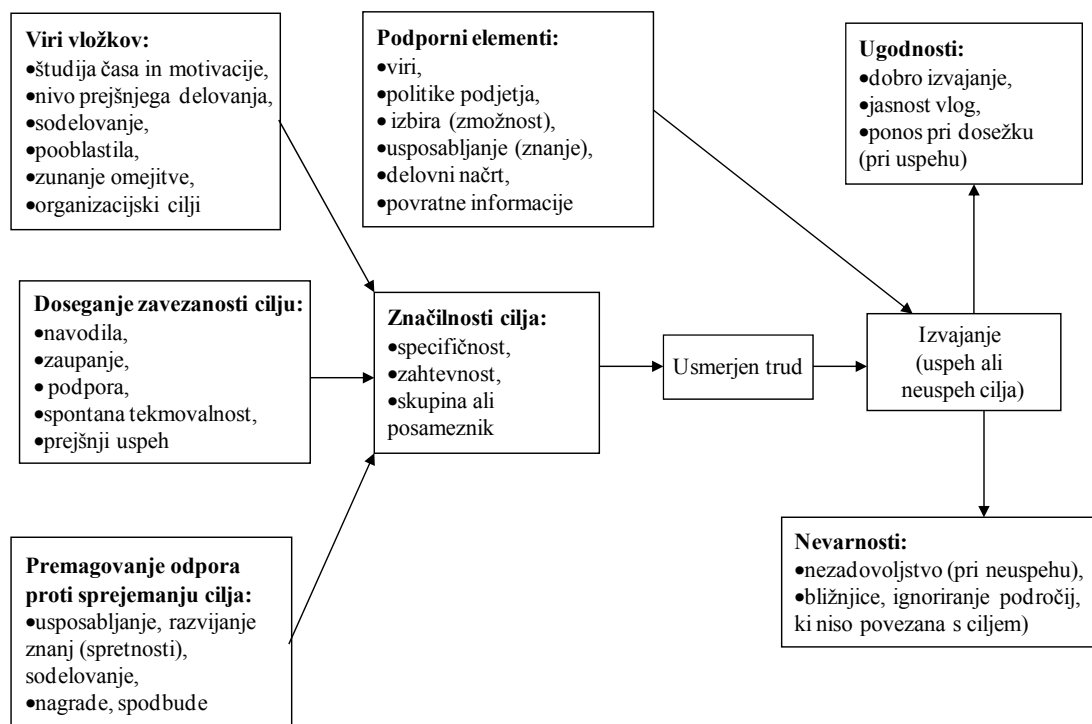 Viri vložkov:
•študija časa in motivacije,
•nivo prejšnjega delovanja,
•sodelovanje,
•pooblastila,
•zunanje omejitve,
•organizacijski cilji
Podporni elementi:
•viri,
•politike podjetja,
• izbira (zmožnost),
•usposabljanje (znanje),
•delovni načrt,
•povratne informacije
Ugodnosti:
•dobro izvajanje,
•jasnost vlog,
•ponos pri dosežku
(pri uspehu)
Doseganje zavezanosti cilju:
•navodila,
•zaupanje,
• podpora,
•spontana tekmovalnost,
•prejšnji uspeh
Značilnosti cilja:
•specifičnost,
•zahtevnost,
•skupina ali
posameznik
Usmerjen trud
Izvajanje
(uspeh ali
neuspeh cilja)
Premagovanje odpora
proti sprejemanju cilja:
•usposabljanje, razvijanje
znanj (spretnosti),
sodelovanje,
•nagrade, spodbude
Nevarnosti:
•nezadovoljstvo (pri neuspehu),
•bližnjice, ignoriranje področij,
ki niso povezana s ciljem)